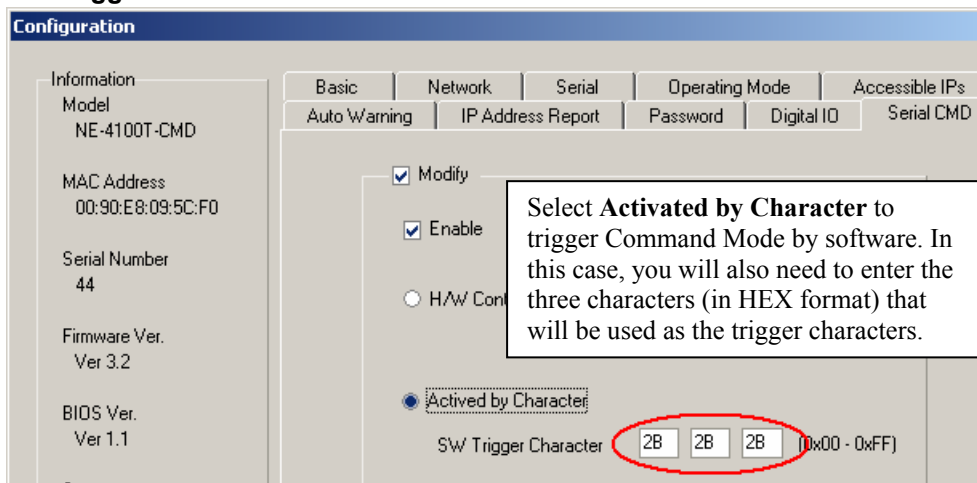 Configuration
Information
Model
NE-4100T-CMD
MAC Address
00:90:E8:09:5C:F0
Serial Number
44
Firmware Ver.
Ver 3.2
BIOS Ver.
Ver 1.1
Basic Network Serial Operating Mode Accessible IPs
Auto Warning IP Address Report Password Digital IO Serial CMD
Modify
Enable
H/W Cont
Select Activated by Character to
trigger Command Mode by software. In
this case, you will also need to enter the
three characters (in HEX format) that
will be used as the trigger characters.
Actived by Character
SW Trigger Character 2B 2B 2B (0x00 - 0xFF)